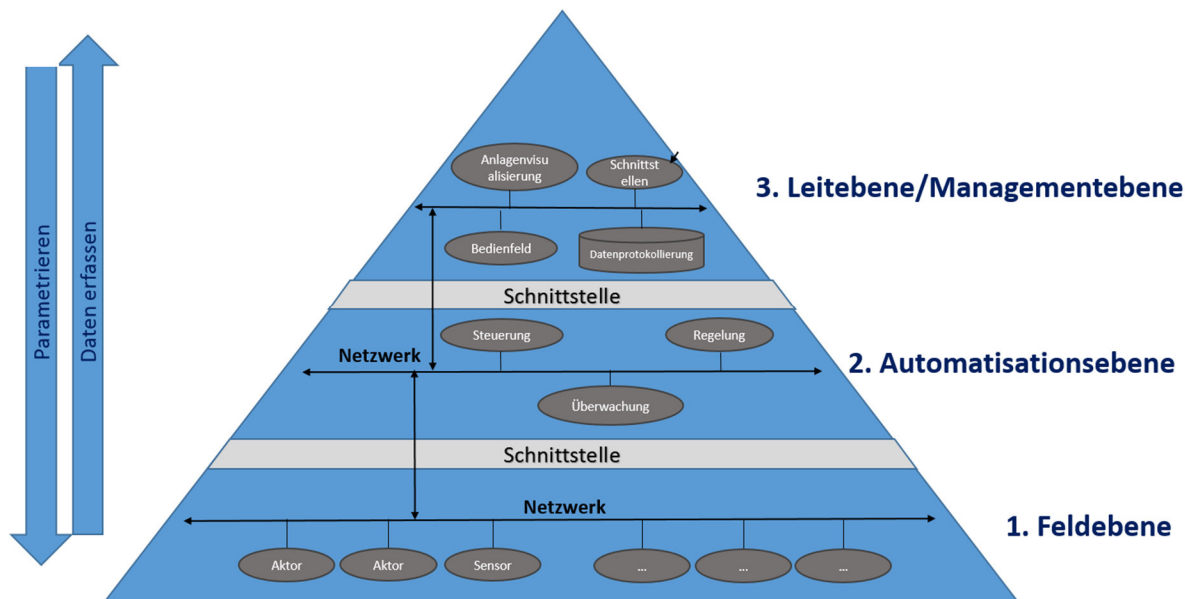 Parametrieren
Daten erfassen
Anlagenvisu
alisierung
Schnittst
ellen
3. Leitebene/Managementebene
Bedienfeld
Datenprotokollierung
Schnittstelle
Steuerung
Regelung
Netzwerk
2. Automatisationsebene
Überwachung
Schnittstelle
Netzwerk
1. Feldebene
Aktor
Aktor
Sensor
...
...
...